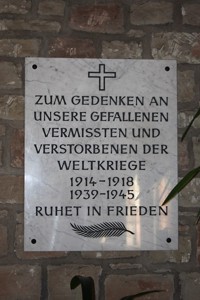 ZUM GEDENKEN AN
UNSERE GEFALLENEN
VERMISSTEN UND
VERSTORBENEN DER
WELTKRIEGE
1914-1918
1939-1945
RUHET IN FRIEDEN